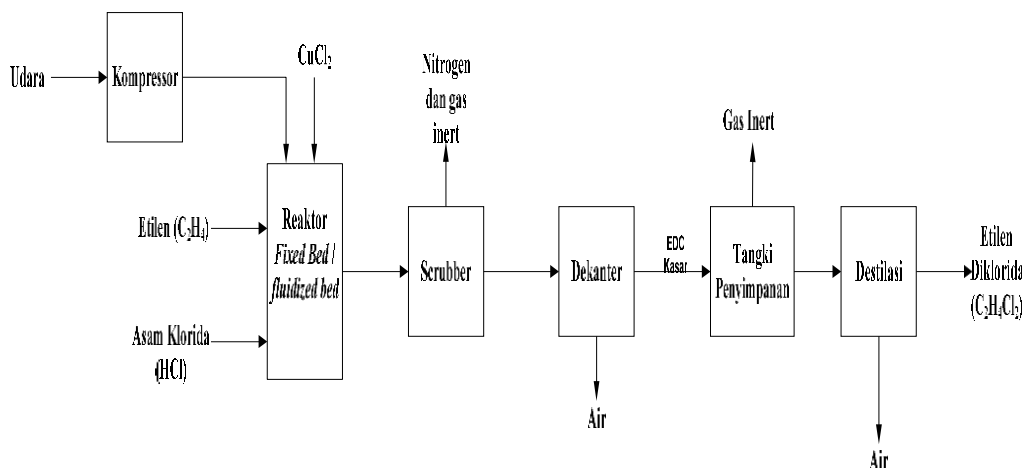 Udara
Kompressor
CuCl₂
Nitrogen
dan gas
inert
Gas Inert
Etilen (C₂H₄)
Reaktor
Fixed Bed /
fluidized bed
Asam Klorida
(HCl)
Scrubber
Dekanter
EDC
Kasar
Tangki
Penyimpanan
Destilasi
Etilen
Diklorida
(C₂H₄Cl₂)
Air
Air